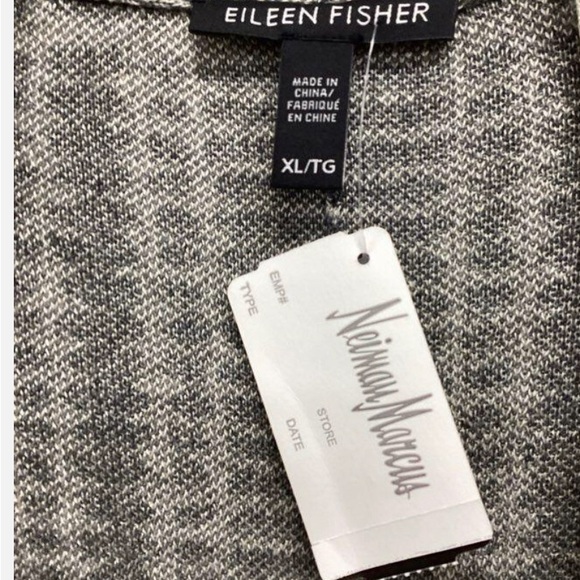 EILEEN FISHER
MADE IN
CHINA/
FABRIQUÉ
EN CHINE
XL/TG
EMP#
TYPE
Neiman Marcus
STORE
DATE